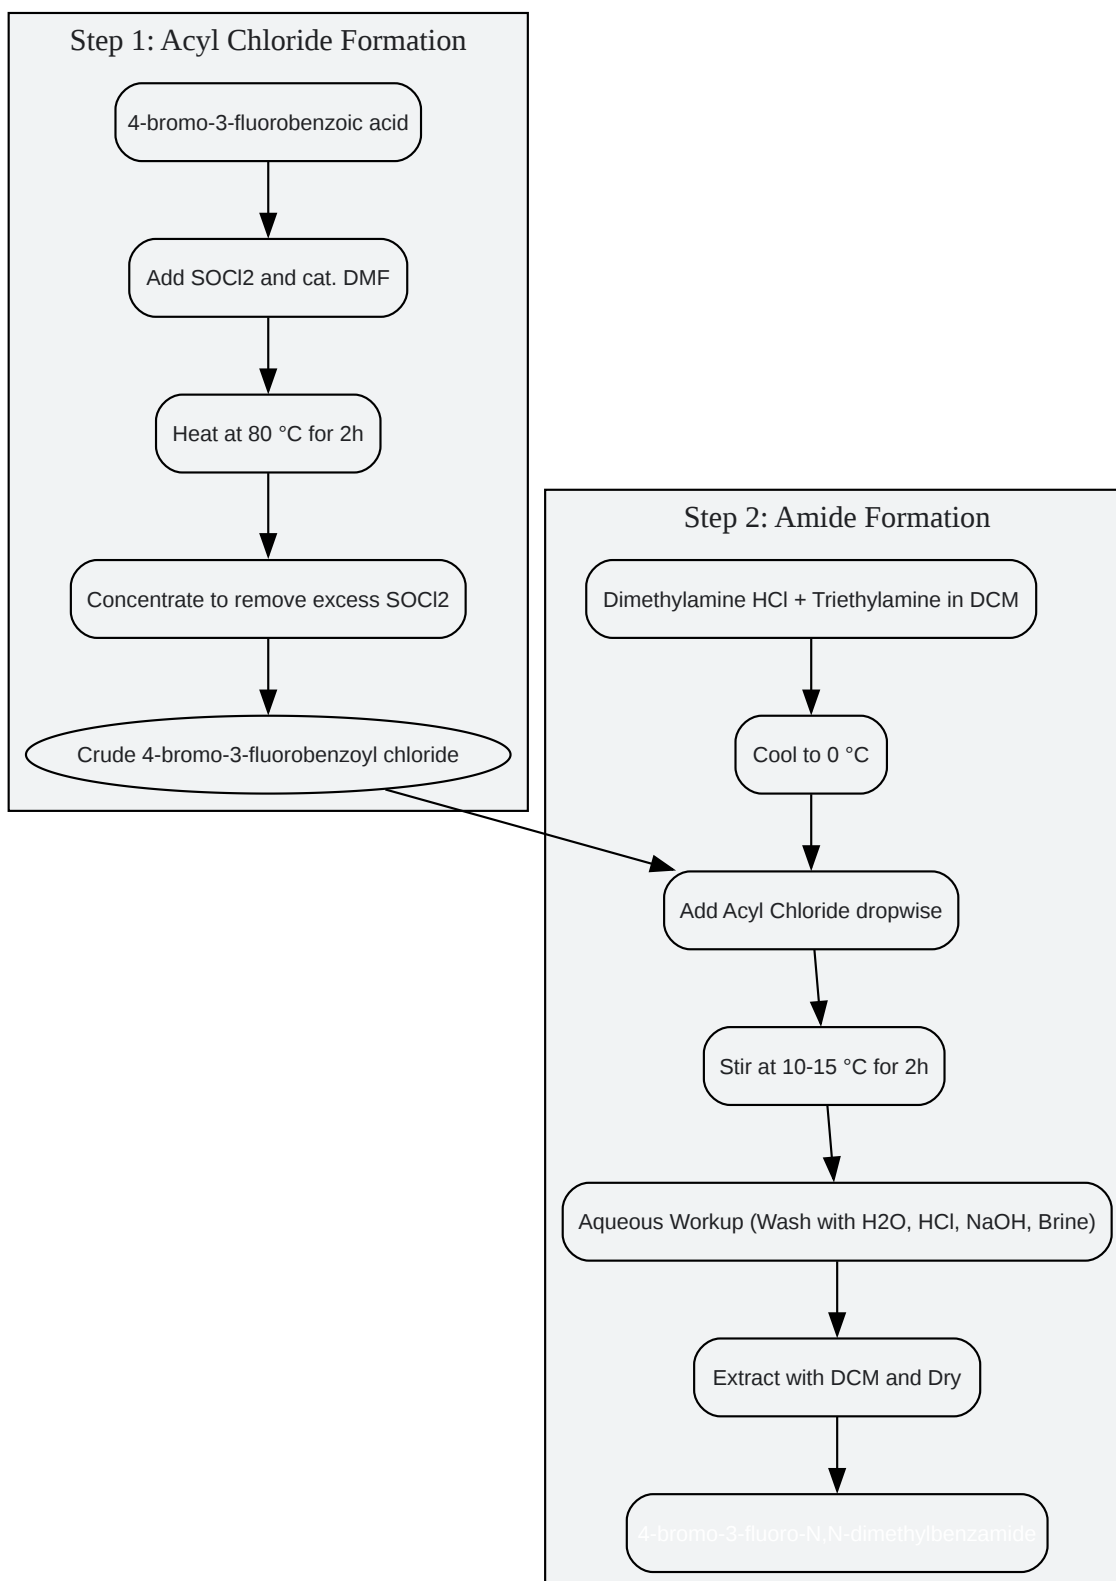 Step 1: Acyl Chloride Formation
4-bromo-3-fluorobenzoic acid
Add SOCl2 and cat. DMF
Heat at 80 °C for 2h
Concentrate to remove excess SOCl2
Crude 4-bromo-3-fluorobenzoyl chloride
Step 2: Amide Formation
Dimethylamine HCl + Triethylamine in DCM
Cool to 0 °C
Add Acyl Chloride dropwise
Stir at 10-15 °C for 2h
Aqueous Workup (Wash with H2O, HCl, NaOH, Brine)
Extract with DCM and Dry
4-bromo-3-fluoro-N,N-dimethylbenzamide